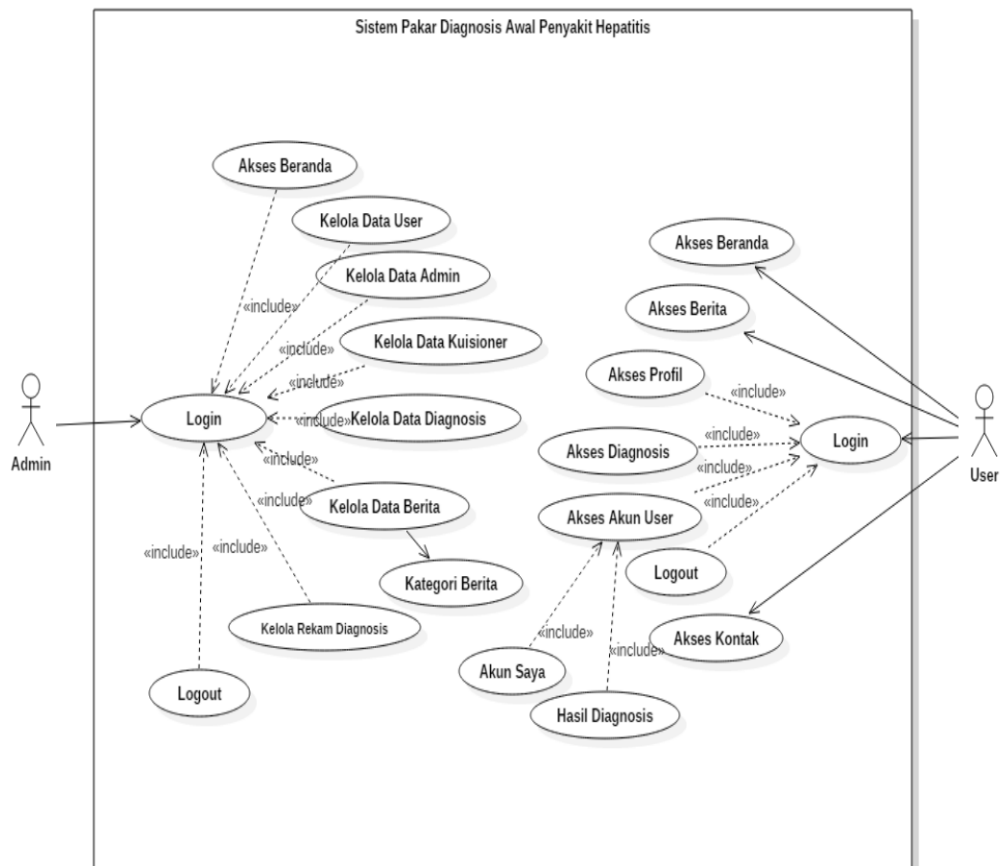 Sistem Pakar Diagnosis Awal Penyakit Hepatitis
Akses Beranda
Kelola Data User
Kelola Data Admin
«include»
Kelola Data Kuisioner
«include»
«include»
Login
«include»
Kelola Data Diagnosis
Admin
«include»
Kelola Data Berita
«include»
«include»
«include»
Kategori Berita
Kelola Rekam Diagnosis
Logout
Akses Beranda
Akses Berita
Akses Profil
«include»
Login
«include»
Akses Diagnosis
«include»
User
«include»
Akses Akun User
Logout
«include»
«include»
Akses Kontak
Akun Saya
Hasil Diagnosis